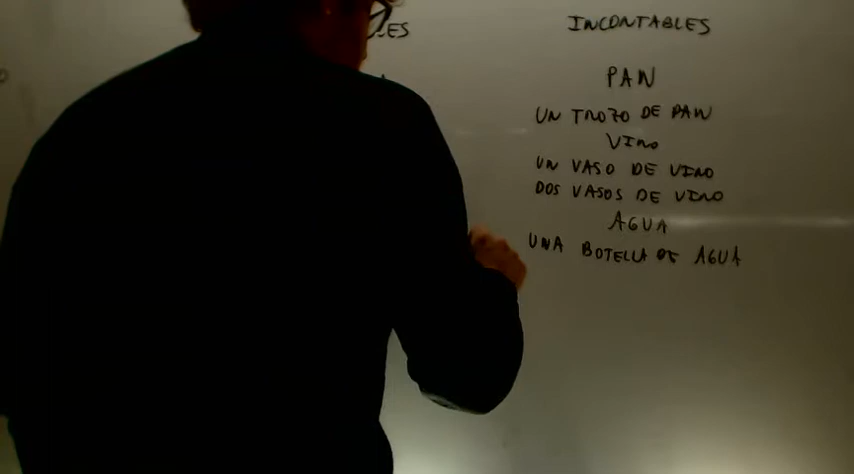 INCONTABLES
PAN
UN TROZO DE PAN
VINO
UN VASO DE VINO
DOS VASOS DE VINO
AGUA
UNA BOTELLA DE AGUA